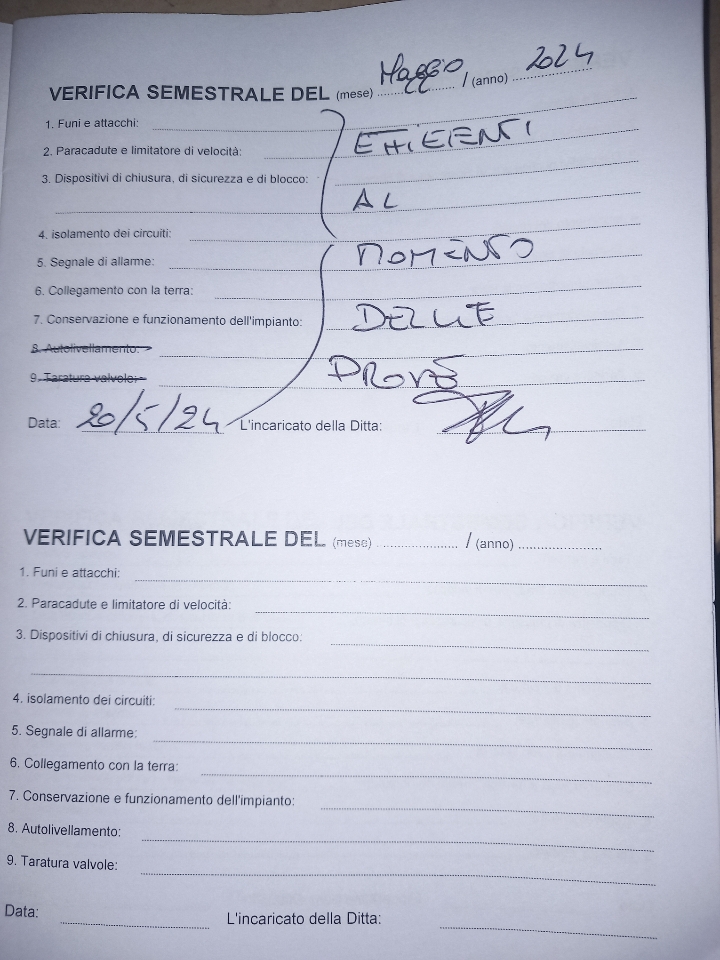 VERIFICA SEMESTRALE DEL (mese) Maggio / (anno) 2024
1. Funi e attacchi:
EFFICIENTI
2. Paracadute e limitatore di velocità:
3. Dispositivi di chiusura, di sicurezza e di blocco:
AL
4. isolamento dei circuiti:
MOMENTO
5. Segnale di allarme:
6. Collegamento con la terra:
7. Conservazione e funzionamento dell'impianto:
DELLE
8. Autolivellamento:
9. Taratura valvole:
PROVE
Data: 20/5/24 L'incaricato della Ditta:
VERIFICA SEMESTRALE DEL (mese) / (anno)
1. Funi e attacchi:
2. Paracadute e limitatore di velocità:
3. Dispositivi di chiusura, di sicurezza e di blocco:
4. isolamento dei circuiti:
5. Segnale di allarme:
6. Collegamento con la terra:
7. Conservazione e funzionamento dell'impianto:
8. Autolivellamento:
9. Taratura valvole:
Data: L'incaricato della Ditta: